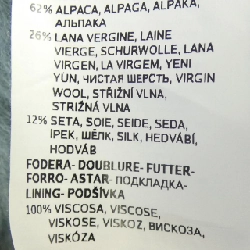 62% ALPACA, ALPAGA, ALPAKA,
АЛЬПАКА
26% LANA VERGINE, LAINE
VIERGE, SCHURWOLLE, LANA
VIRGEN, LA VIRGEM, YENI
YÜN, ЧИСТАЯ ШЕРСТЬ, VIRGIN
WOOL, STŘIŽNÍ VLNA,
STRIŽNÁ VLNA
12% SETA, SOIE, SEIDE, SEDA,
İPEK, ШЁЛК, SILK, HEDVÁBÍ,
HODVÁB
FODERA- DOUBLURE- FUTTER-
FORRO- ASTAR- ПОДКЛАДКА-
LINING- PODŠÍVKA
100% VISCOSA, VISCOSE,
VISKOSE, VISKOZ, ВИСКОЗА,
VISKÓZA